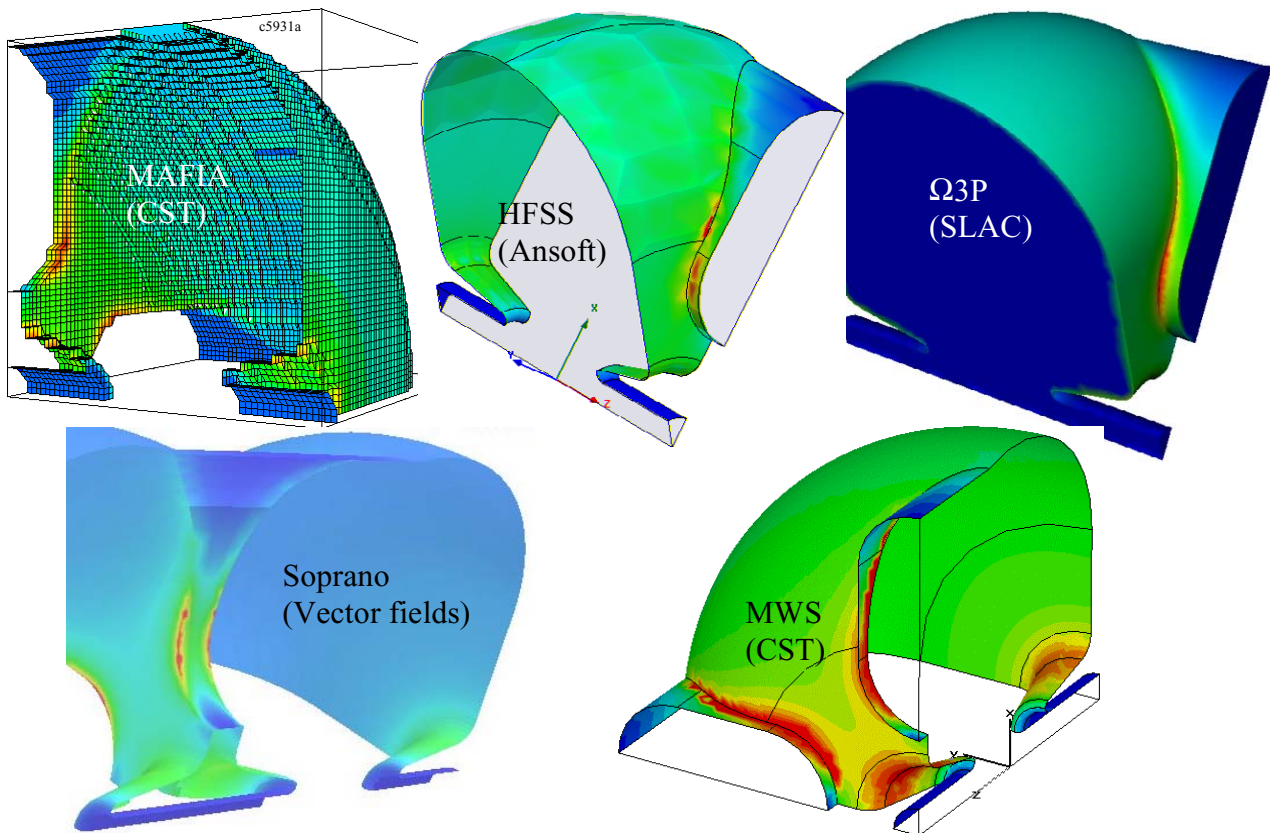 c5931a
MAFIA
(CST)
HFSS
(Ansoft)
X
Y
Z
Ω3P
(SLAC)
Soprano
(Vector fields)
MWS
(CST)
X
Y
Z